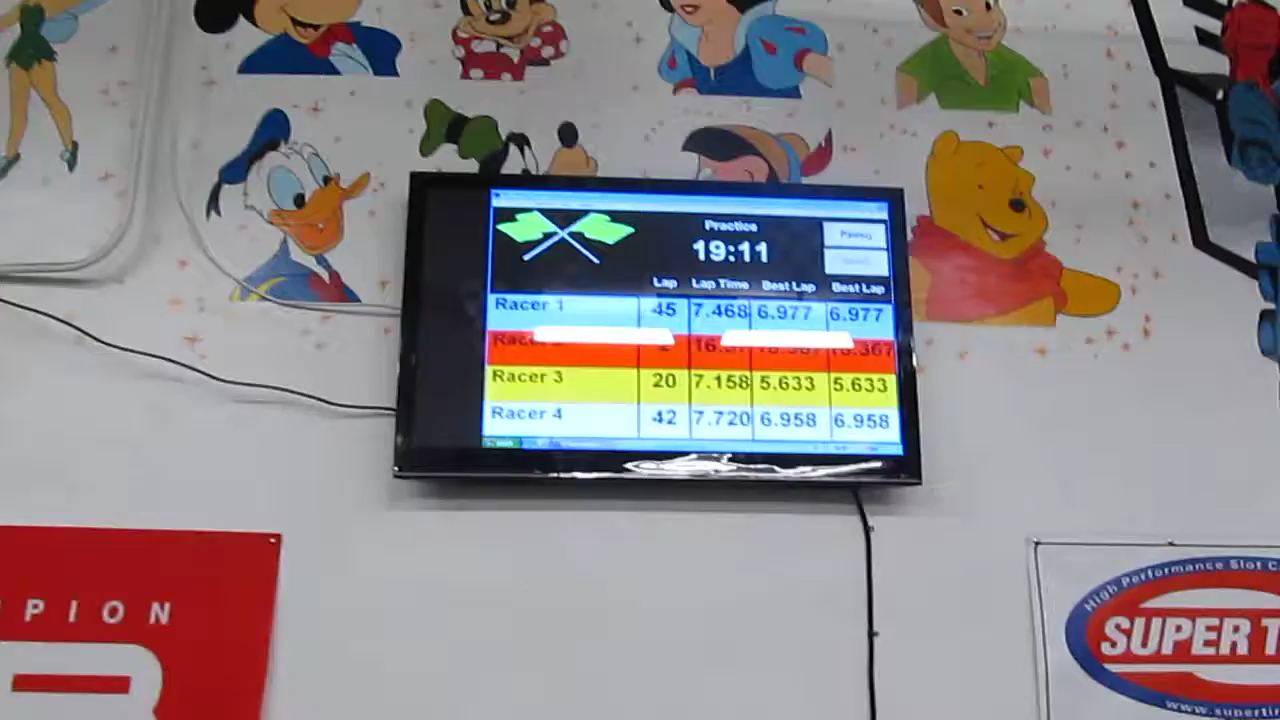 Practice
19:11
Lap Lap Time Best Lap Best Lap
Racer 1 45 7.468 6.977 6.977
Racer 3 20 7.158 5.633 5.633
Racer 4 42 7.720 6.958 6.958
PION
High Performance Slot C
SUPER T
www.superti